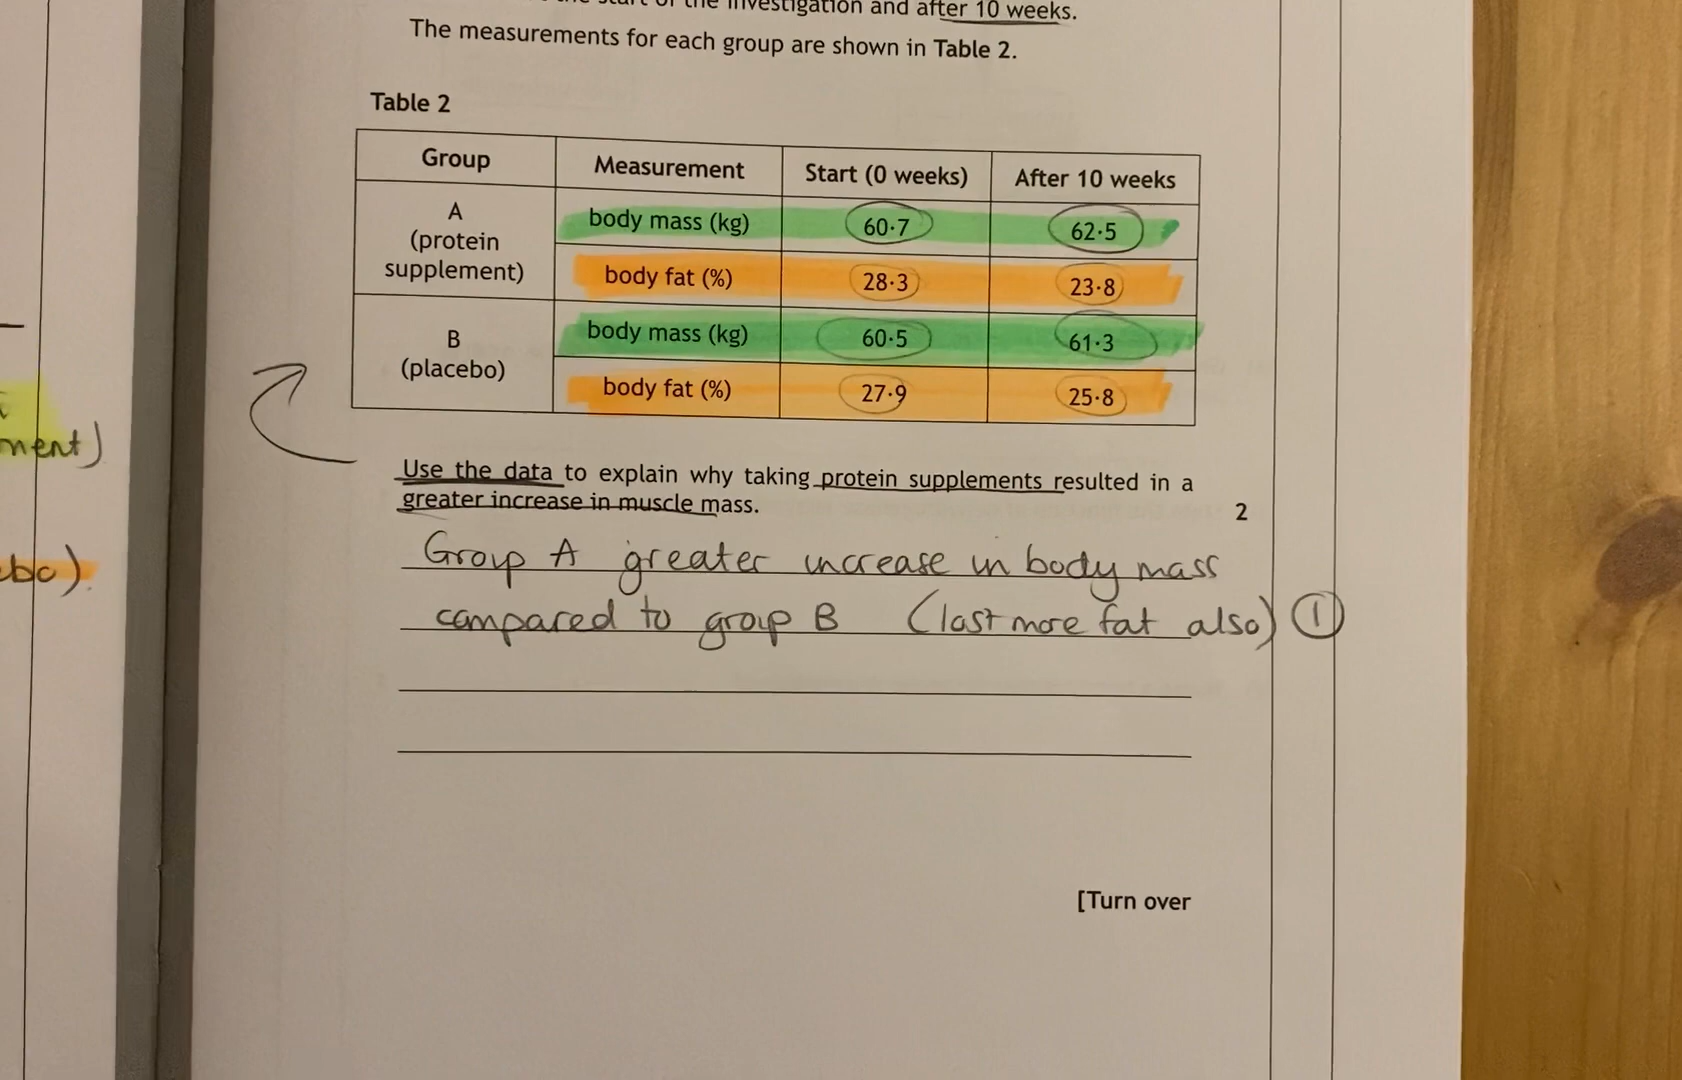 of the investigation and after 10 weeks.
The measurements for each group are shown in Table 2.
Table 2
Group Measurement Start (0 weeks) After 10 weeks
A (protein supplement) body mass (kg) 60·7 62·5
body fat (%) 28·3 23·8
B (placebo) body mass (kg) 60·5 61·3
body fat (%) 27·9 25·8
ment)
Use the data to explain why taking protein supplements resulted in a
greater increase in muscle mass.
2
Group A greater increase in body mass
compared to group B (lost more fat also) 1
[Turn over